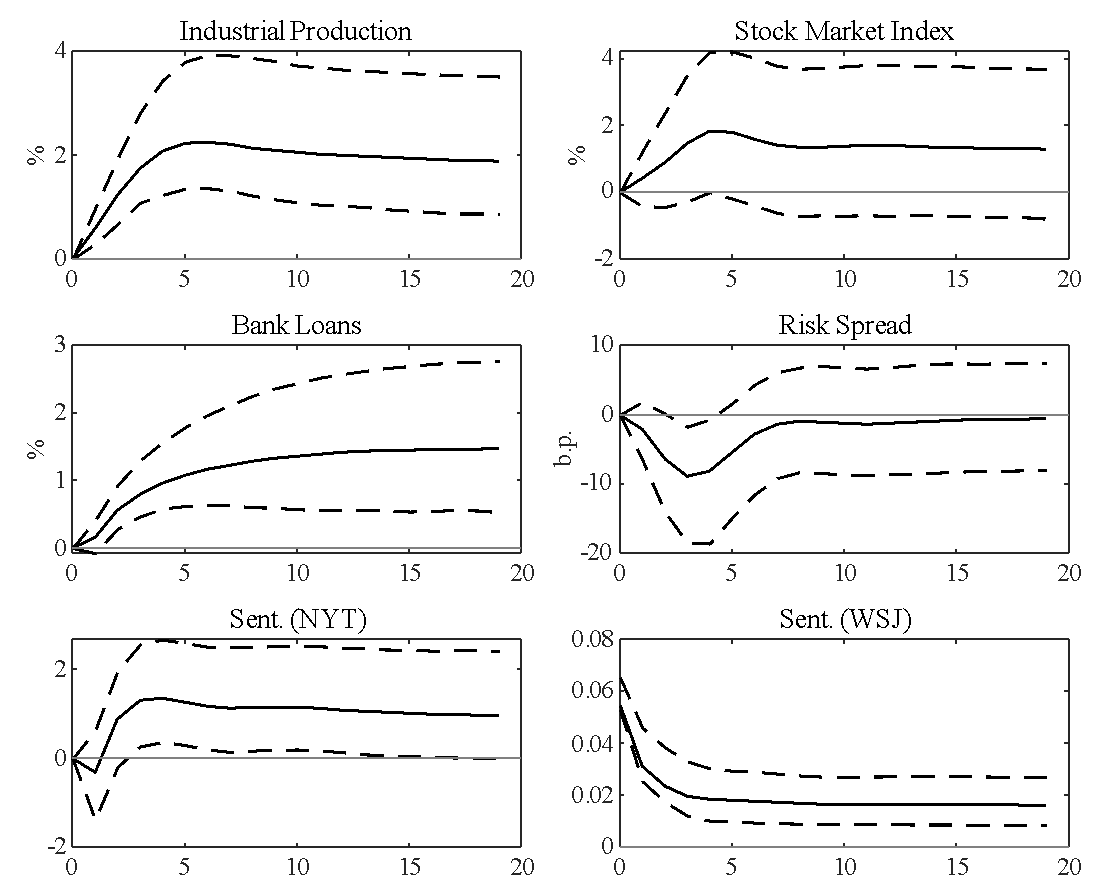 Industrial Production
4
2
0
%
0 5 10 15 20
Stock Market Index
4
2
0
-2
%
0 5 10 15 20
Bank Loans
3
2
1
0
%
0 5 10 15 20
Risk Spread
10
0
-10
-20
b.p.
0 5 10 15 20
Sent. (NYT)
2
0
-2
0 5 10 15 20
Sent. (WSJ)
0.08
0.06
0.04
0.02
0
0 5 10 15 20